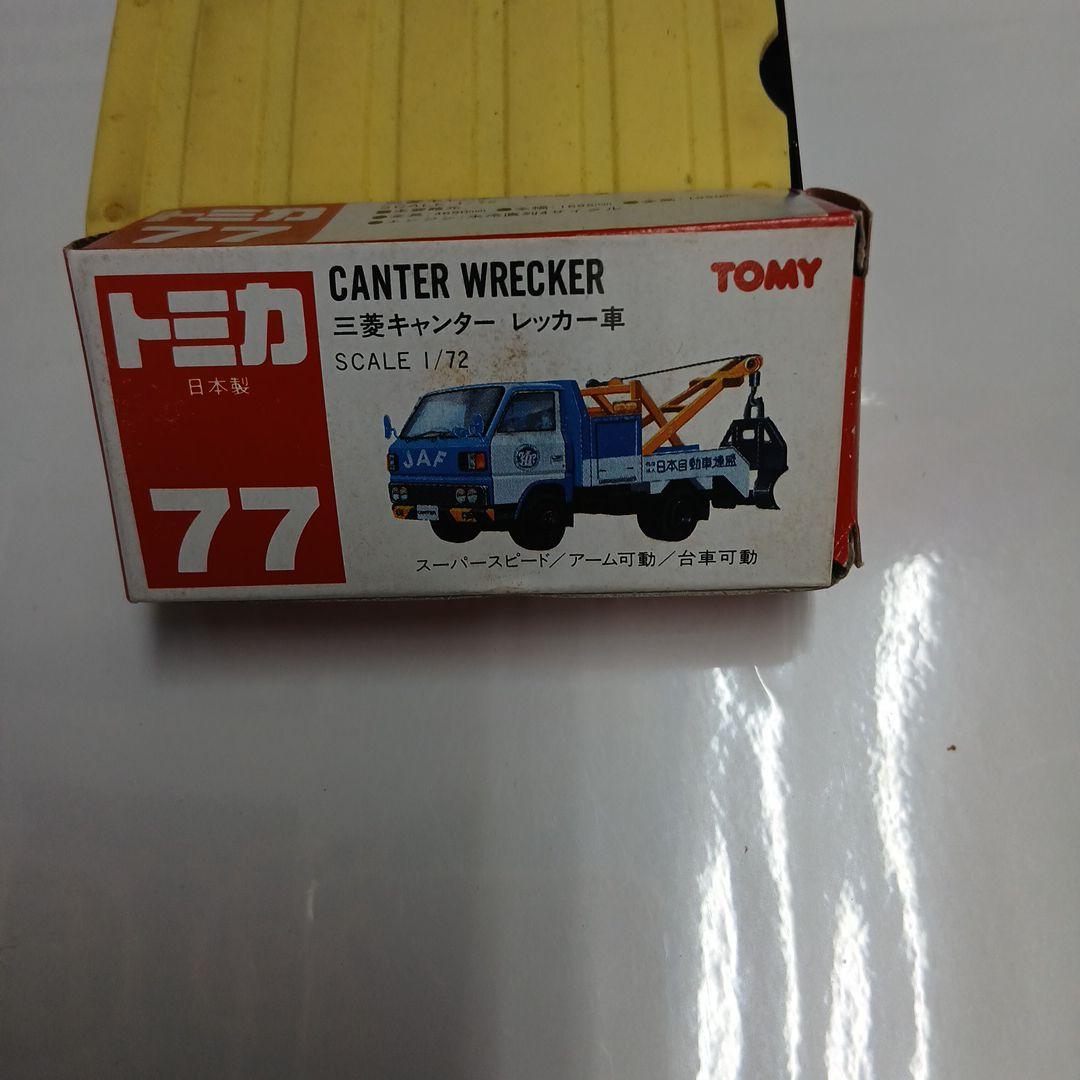 トミカ
77
トミカ
日本製
77
CANTER WRECKER
三菱キャンター レッカー車
SCALE 1/72
TOMY
JAF
日本自動車連盟
スーパースピード/アーム可動/台車可動